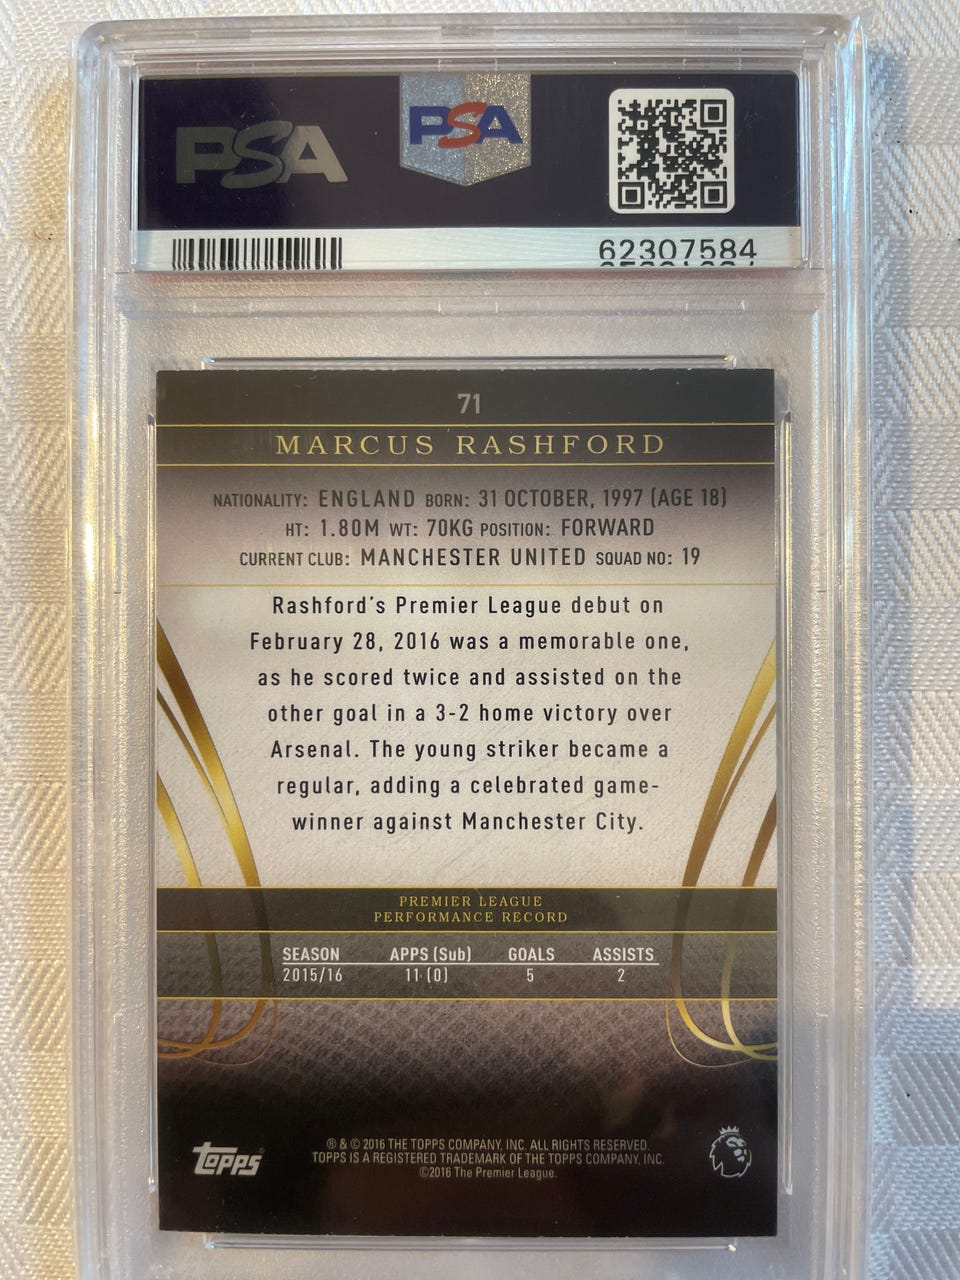 PSA
PSA
62307584
71
MARCUS RASHFORD
NATIONALITY: ENGLAND BORN: 31 OCTOBER, 1997 (AGE 18)
HT: 1.80M WT: 70KG POSITION: FORWARD
CURRENT CLUB: MANCHESTER UNITED SQUAD NO: 19
Rashford's Premier League debut on
February 28, 2016 was a memorable one,
as he scored twice and assisted on the
other goal in a 3-2 home victory over
Arsenal. The young striker became a
regular, adding a celebrated game-
winner against Manchester City.
PREMIER LEAGUE
PERFORMANCE RECORD
SEASON APPS (Sub) GOALS ASSISTS
2015/16 11 (0) 5 2
Topps
® & © 2016 THE TOPPS COMPANY, INC. ALL RIGHTS RESERVED.
TOPPS IS A REGISTERED TRADEMARK OF THE TOPPS COMPANY, INC.
©2016 The Premier League.